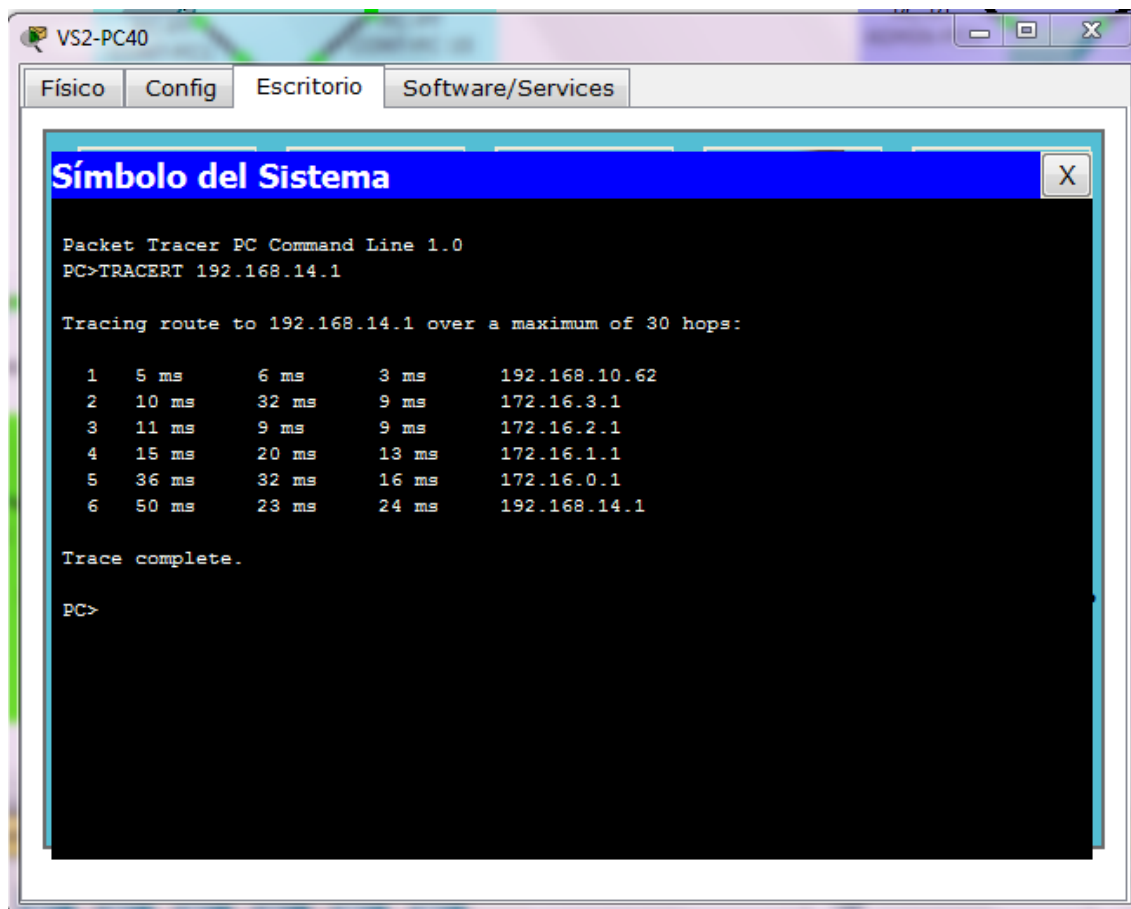 VS2-PC40
Físico Config Escritorio Software/Services
Símbolo del Sistema X
Packet Tracer PC Command Line 1.0
PC>TRACERT 192.168.14.1
Tracing route to 192.168.14.1 over a maximum of 30 hops:
1 5 ms 6 ms 3 ms 192.168.10.62
2 10 ms 32 ms 9 ms 172.16.3.1
3 11 ms 9 ms 9 ms 172.16.2.1
4 15 ms 20 ms 13 ms 172.16.1.1
5 36 ms 32 ms 16 ms 172.16.0.1
6 50 ms 23 ms 24 ms 192.168.14.1
Trace complete.
PC>